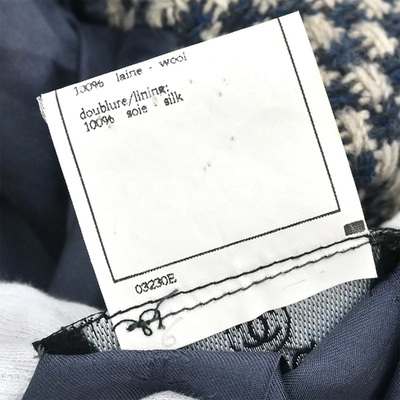 100% laine - wool
doublure/lining:
100% soie silk
03230E